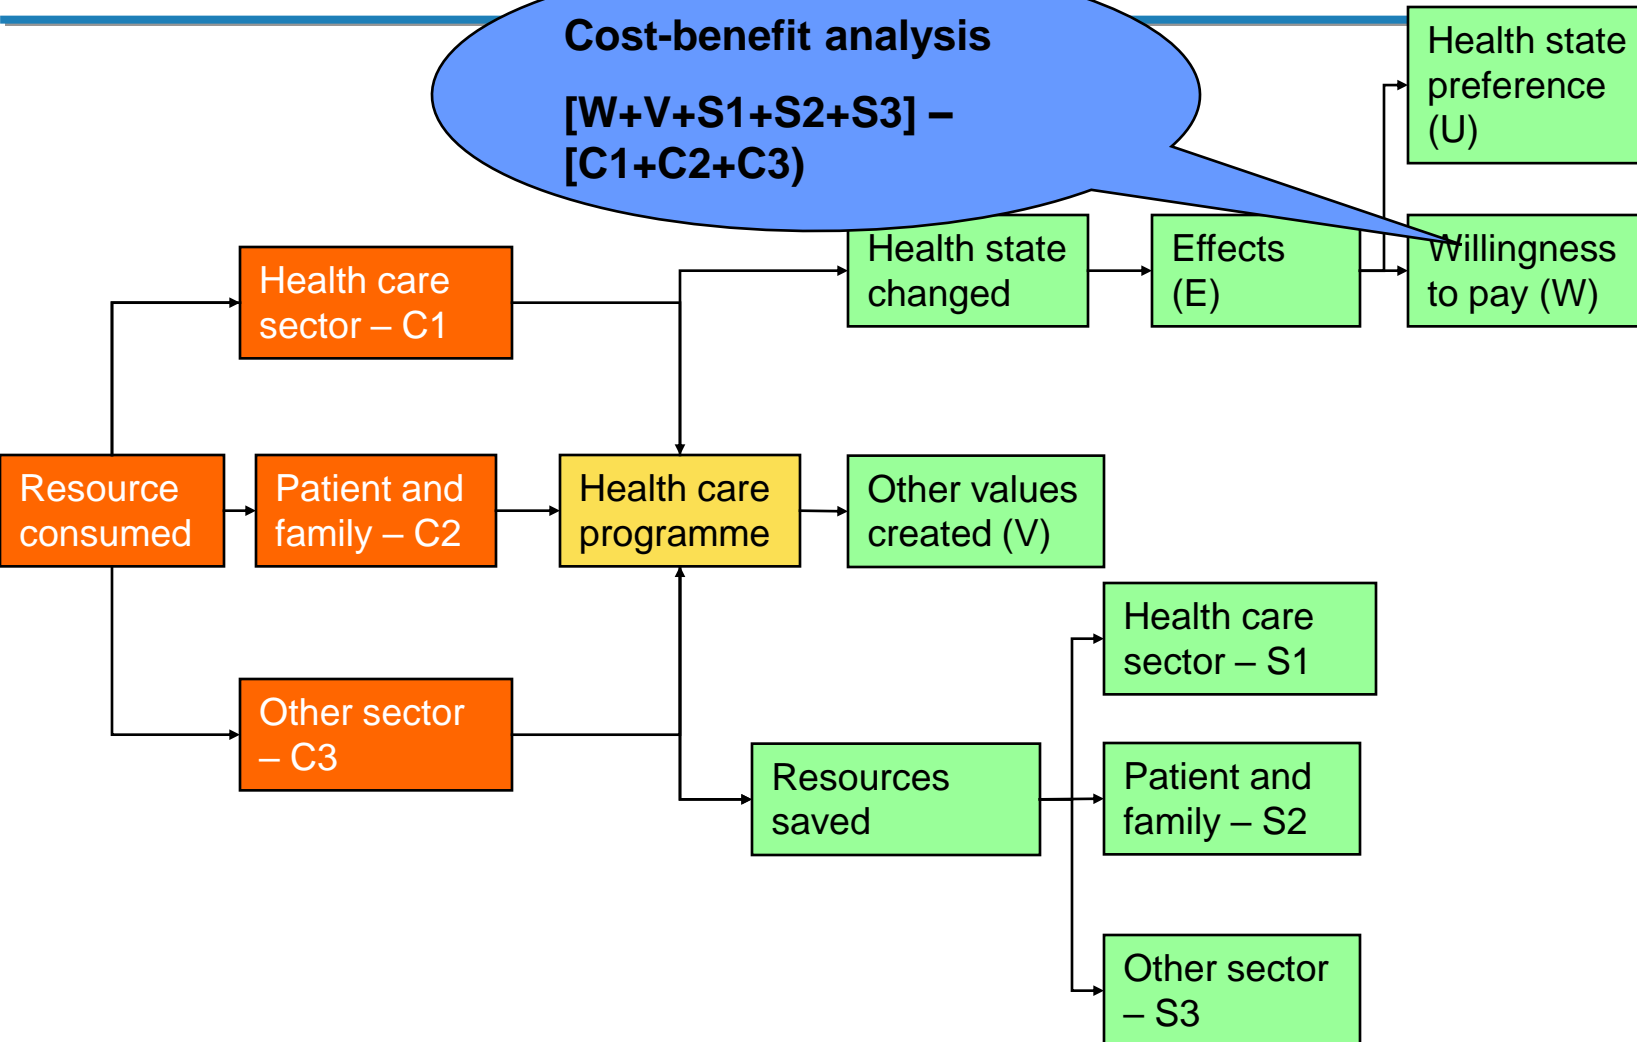 Cost-benefit analysis
[W+V+S1+S2+S3] –
[C1+C2+C3)
Health state
preference
(U)
Health care
sector – C1
Health state
changed
Effects
(E)
Willingness
to pay (W)
Resource
consumed
Patient and
family – C2
Health care
programme
Other values
created (V)
Health care
sector – S1
Other sector
– C3
Resources
saved
Patient and
family – S2
Other sector
– S3